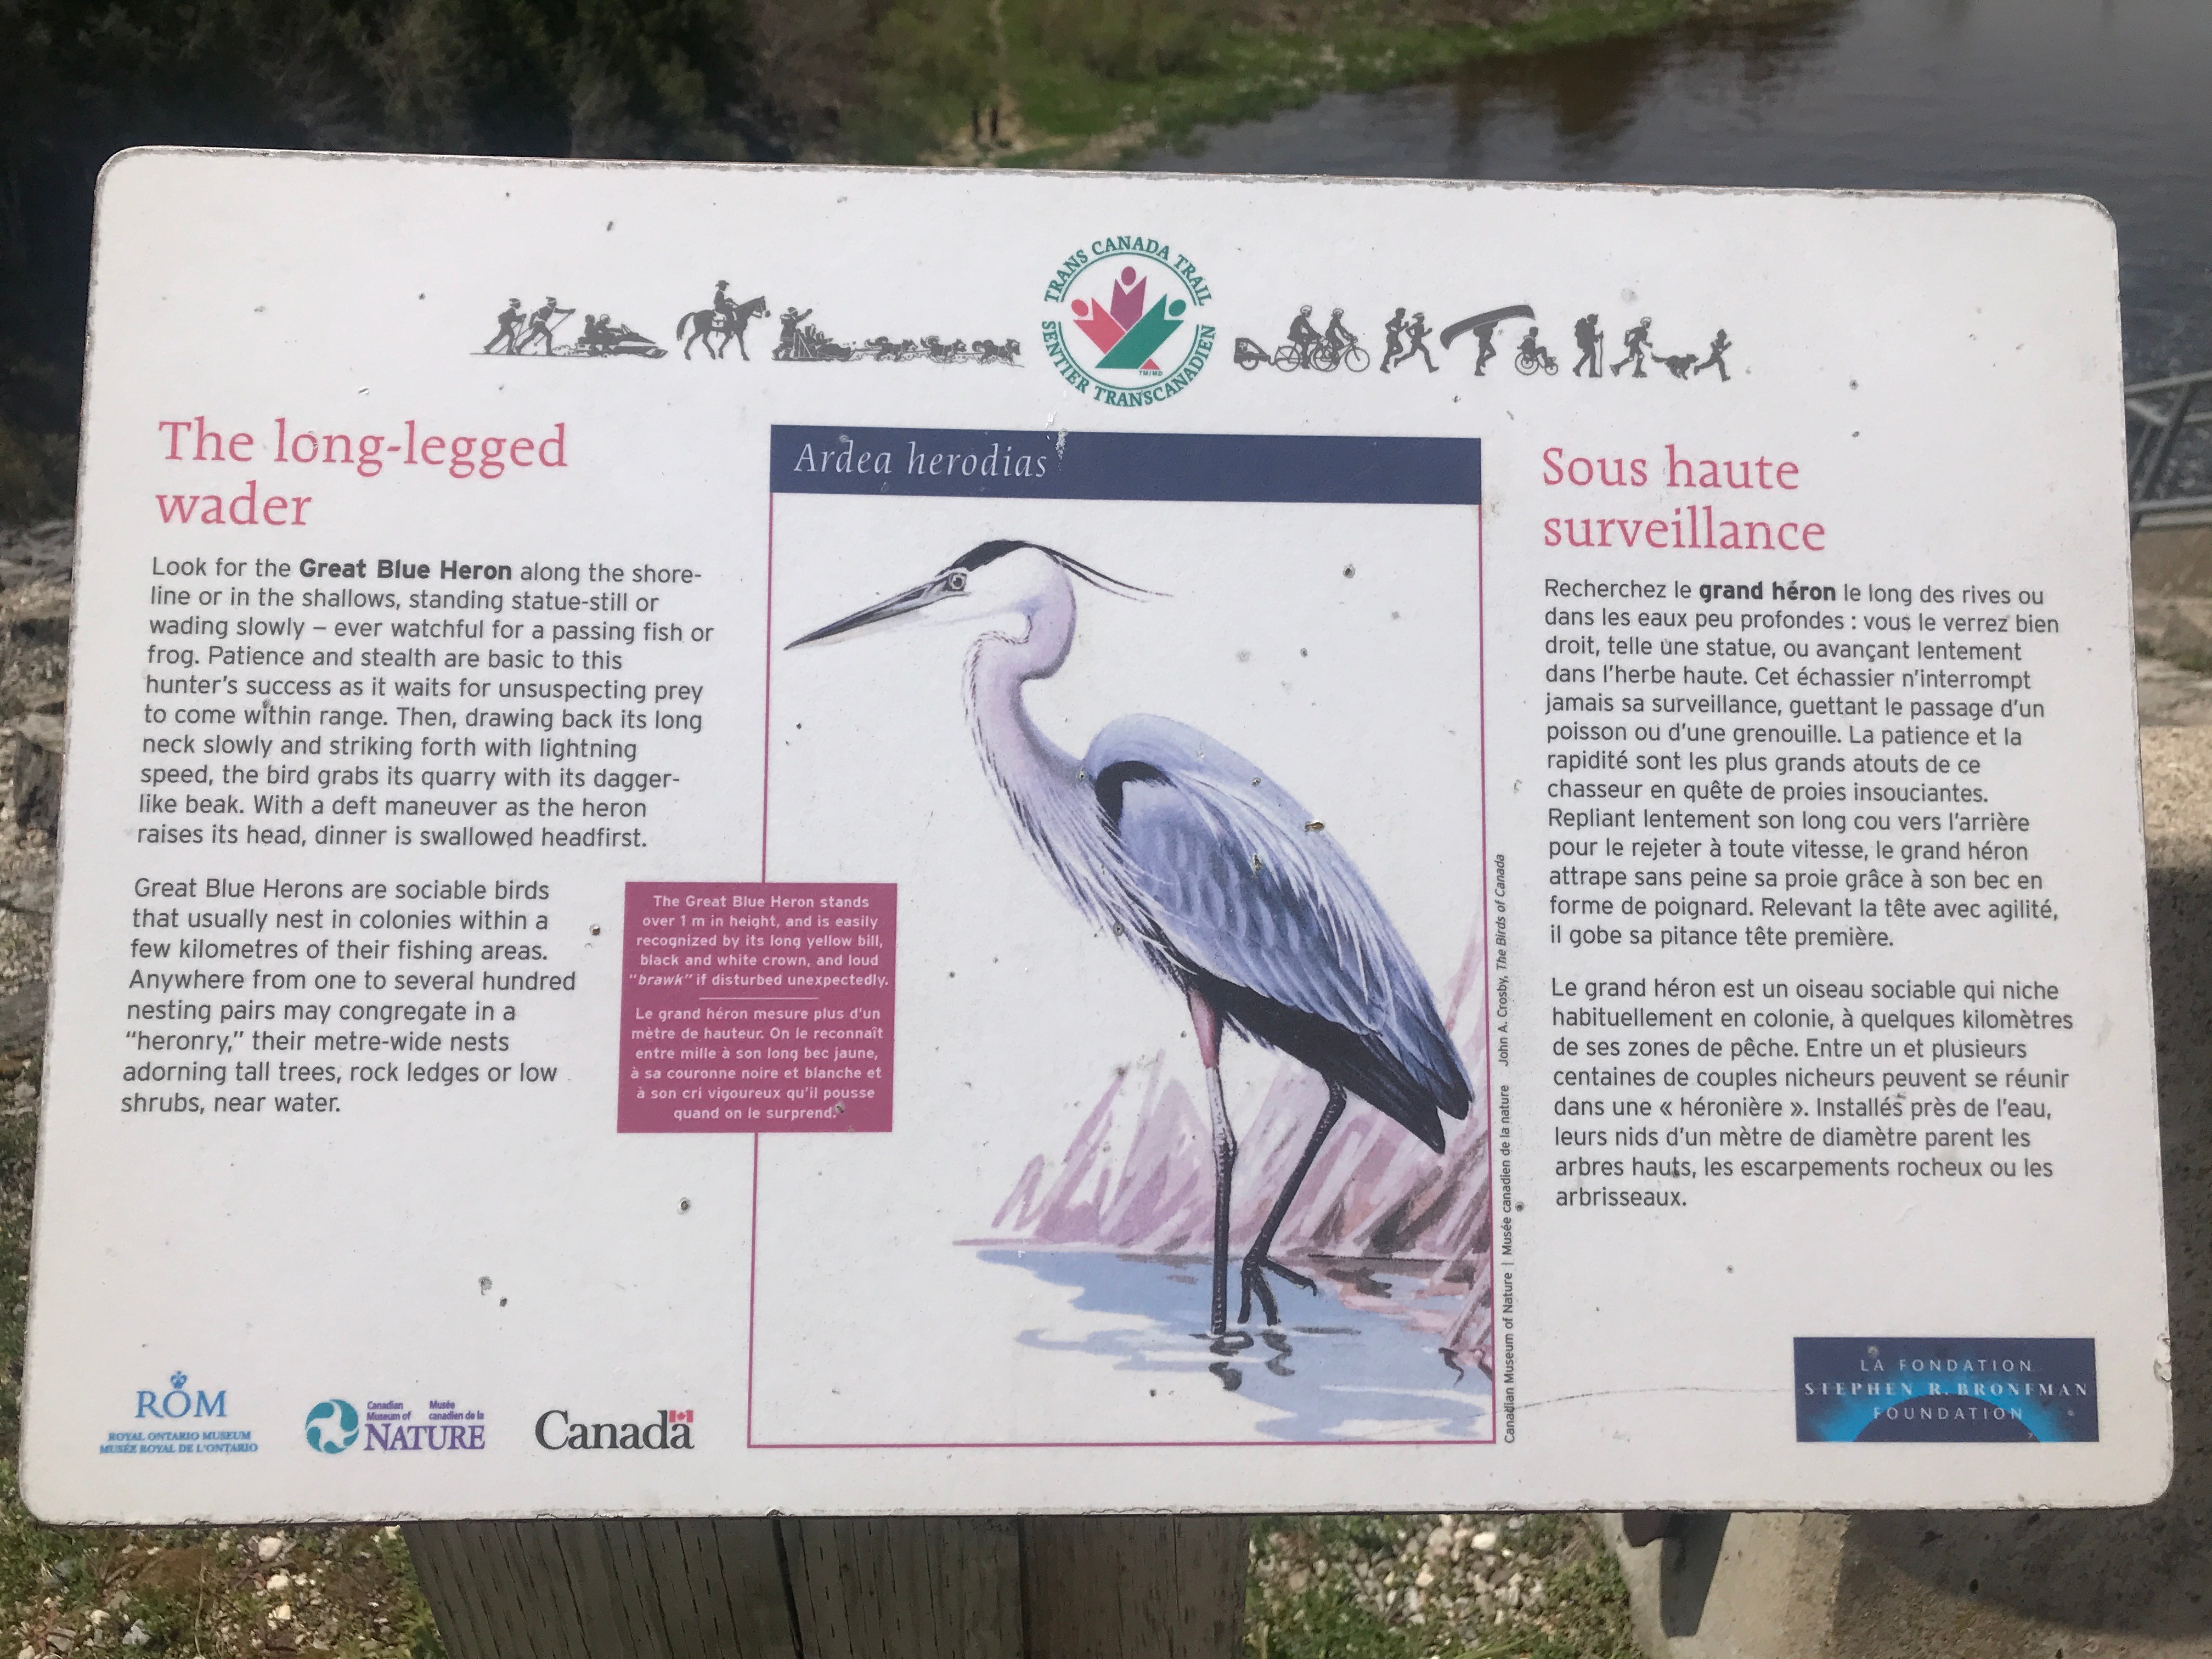 TRANS CANADA TRAIL
SENTIER TRANSCANADIEN
TM/MD
The long-legged
wader
Look for the Great Blue Heron along the shore-
line or in the shallows, standing statue-still or
wading slowly – ever watchful for a passing fish or
frog. Patience and stealth are basic to this
hunter's success as it waits for unsuspecting prey
to come within range. Then, drawing back its long
neck slowly and striking forth with lightning
speed, the bird grabs its quarry with its dagger-
like beak. With a deft maneuver as the heron
raises its head, dinner is swallowed headfirst.
Great Blue Herons are sociable birds
that usually nest in colonies within a
few kilometres of their fishing areas.
Anywhere from one to several hundred
nesting pairs may congregate in a
“heronry,” their metre-wide nests
adorning tall trees, rock ledges or low
shrubs, near water.
Ardea herodias
The Great Blue Heron stands
over 1 m in height, and is easily
recognized by its long yellow bill,
black and white crown, and loud
“brawk” if disturbed unexpectedly.
Le grand héron mesure plus d'un
mètre de hauteur. On le reconnaît
entre mille à son long bec jaune,
à sa couronne noire et blanche et
à son cri vigoureux qu'il pousse
quand on le surprend.
Canadian Museum of Nature | Musée canadien de la nature John A. Crosby, The Birds of Canada
Sous haute
surveillance
Recherchez le grand héron le long des rives ou
dans les eaux peu profondes : vous le verrez bien
droit, telle une statue, ou avançant lentement
dans l'herbe haute. Cet échassier n'interrompt
jamais sa surveillance, guettant le passage d'un
poisson ou d'une grenouille. La patience et la
rapidité sont les plus grands atouts de ce
chasseur en quête de proies insouciantes.
Repliant lentement son long cou vers l'arrière
pour le rejeter à toute vitesse, le grand héron
attrape sans peine sa proie grâce à son bec en
forme de poignard. Relevant la tête avec agilité,
il gobe sa pitance tête première.
Le grand héron est un oiseau sociable qui niche
habituellement en colonie, à quelques kilomètres
de ses zones de pêche. Entre un et plusieurs
centaines de couples nicheurs peuvent se réunir
dans une « héronière ». Installés près de l'eau,
leurs nids d'un mètre de diamètre parent les
arbres hauts, les escarpements rocheux ou les
arbrisseaux.
ROM
ROYAL ONTARIO MUSEUM
MUSÉE ROYAL DE L'ONTARIO
Canadian Musée
Museum of canadien de la
NATURE
Canada
LA FONDATION
STEPHEN R. BRONFMAN
FOUNDATION